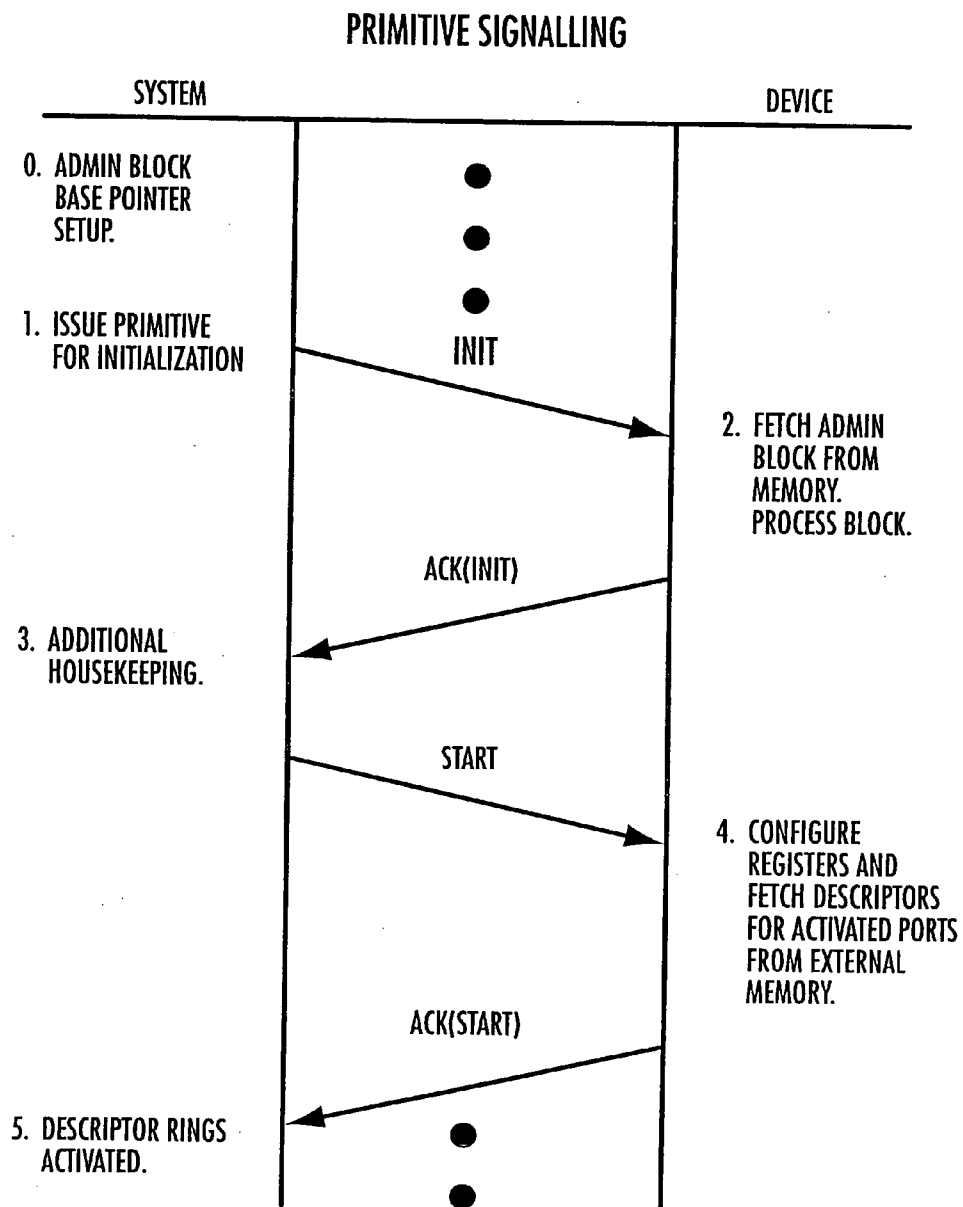 PRIMITIVE SIGNALLING
SYSTEM
DEVICE
0. ADMIN BLOCK
BASE POINTER
SETUP.
1. ISSUE PRIMITIVE
FOR INITIALIZATION
INIT
2. FETCH ADMIN
BLOCK FROM
MEMORY.
PROCESS BLOCK.
ACK(INIT)
3. ADDITIONAL
HOUSEKEEPING.
START
4. CONFIGURE
REGISTERS AND
FETCH DESCRIPTORS
FOR ACTIVATED PORTS
FROM EXTERNAL
MEMORY.
ACK(START)
5. DESCRIPTOR RINGS
ACTIVATED.